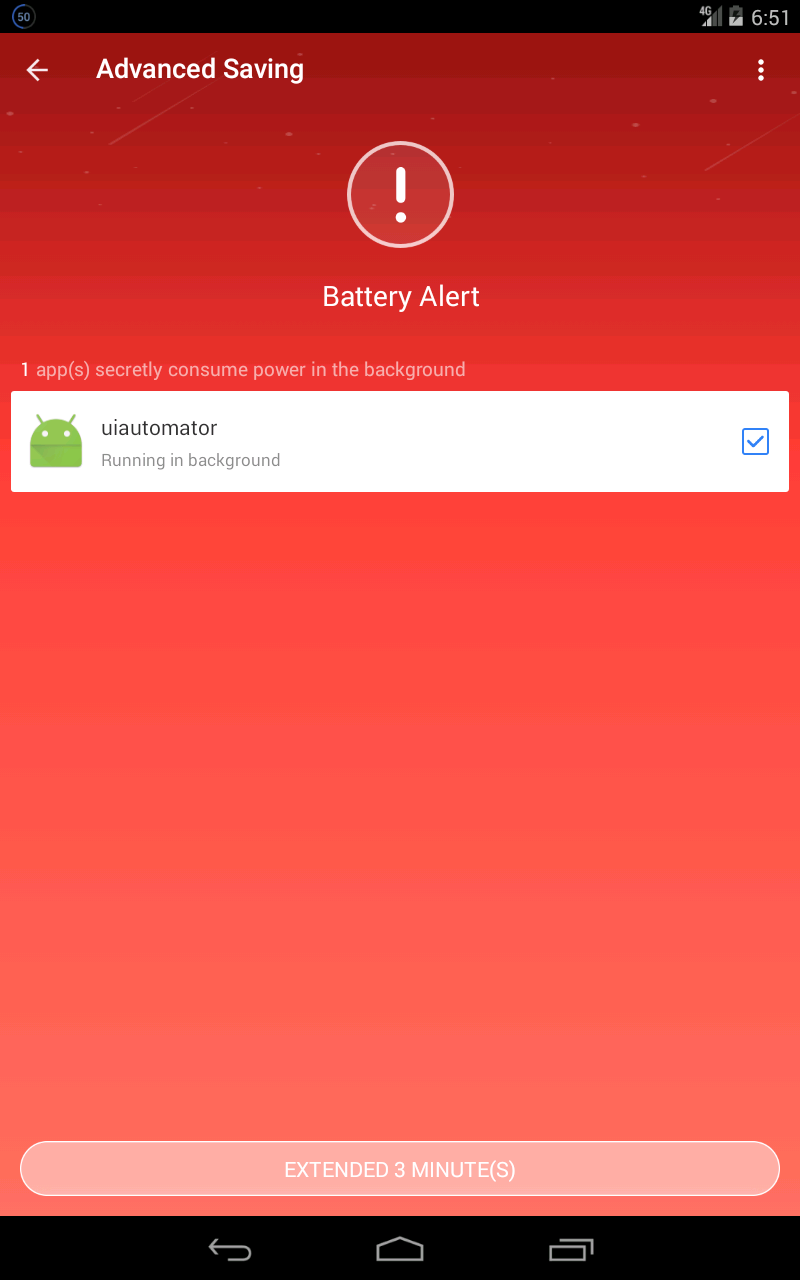 50
4G
6:51
Advanced Saving
Battery Alert
1 app(s) secretly consume power in the background
uiautomator
Running in background
EXTENDED 3 MINUTE(S)